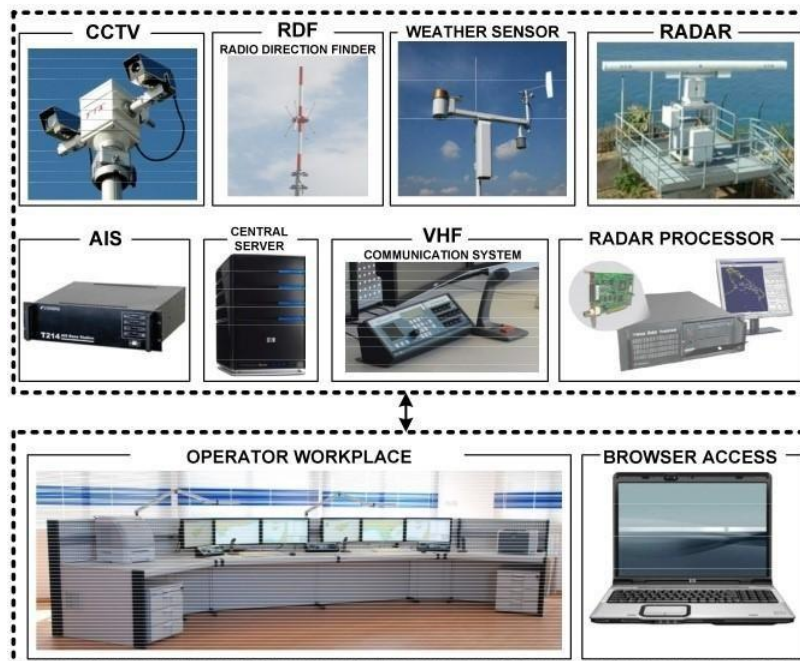 CCTV
RDF
RADIO DIRECTION FINDER
WEATHER SENSOR
RADAR
AIS
CENTRAL
SERVER
VHF
COMMUNICATION SYSTEM
RADAR PROCESSOR
T214
OPERATOR WORKPLACE
BROWSER ACCESS